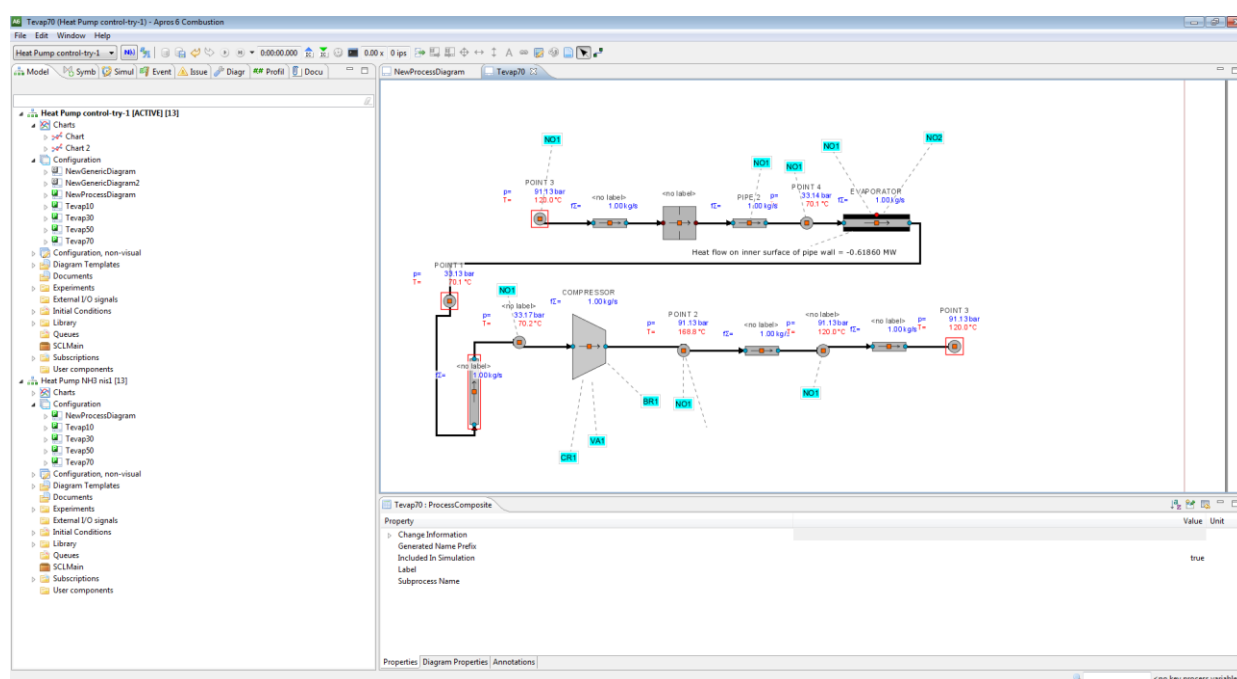 Tevap70 (Heat Pump control-try-1) - Apros 6 Combustion
File Edit Window Help
Heat Pump control-try-1 0:00:00.000 0.00 x 0 ips
Model Symb Simul Event Issue Diagr Profil Docu
NewProcessDiagram Tevap70
Heat Pump control-try-1 [ACTIVE] [13]
Charts
Chart
Chart 2
Configuration
NewGenericDiagram
NewGenericDiagram2
NewProcessDiagram
Tevap10
Tevap30
Tevap50
Tevap70
Configuration, non-visual
Diagram Templates
Documents
Experiments
External I/O signals
Initial Conditions
Library
Queues
SCLMain
Subscriptions
User components
Heat Pump NH3 nis1 [13]
Charts
Configuration
NewProcessDiagram
Tevap10
Tevap30
Tevap50
Tevap70
Configuration, non-visual
Diagram Templates
Documents
Experiments
External I/O signals
Initial Conditions
Library
Queues
SCLMain
Subscriptions
User components
NO1 NO1 NO1 NO1 NO2
POINT 3
p= 91.13 bar
T= 120.0 °C
<no label>
fΣ= 1.00 kg/s
<no label>
PIPE 2
fΣ= 1.00 kg/s
POINT 4
33.14 bar
70.1 °C
EVAPORATOR
fΣ= 1.00 kg/s
Heat flow on inner surface of pipe wall = -0.61860 MW
POINT 1
p= 33.13 bar
T= 70.1 °C
<no label>
fΣ= 1.00 kg/s
NO1
<no label>
p= 33.17 bar
T= 70.2 °C
COMPRESSOR
fΣ= 1.00 kg/s
POINT 2
p= 91.13 bar
T= 168.8 °C
<no label>
fΣ= 1.00 kg/s
<no label>
p= 91.13 bar
T= 120.0 °C
<no label>
fΣ= 1.00 kg/s
POINT 3
p= 91.13 bar
T= 120.0 °C
BR1 NO1 NO1
VA1
CR1
Tevap70 : ProcessComposite
Property Value Unit
Change Information
Generated Name Prefix
Included In Simulation true
Label
Subprocess Name
Properties Diagram Properties Annotations